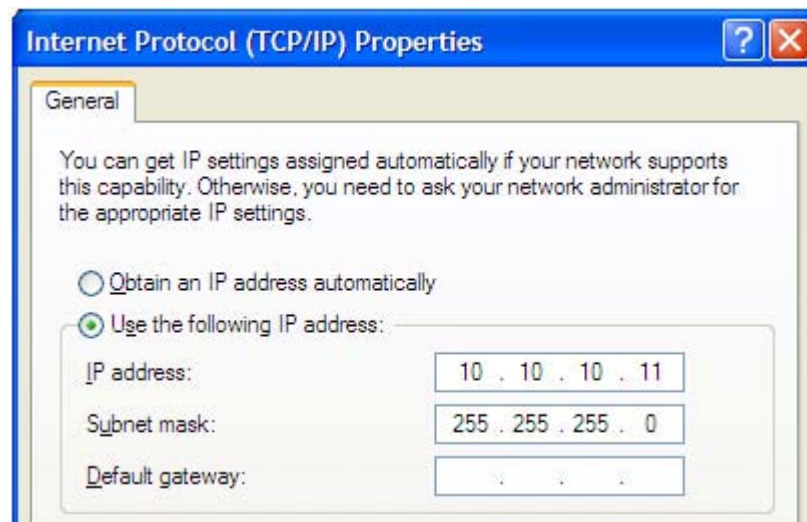 Internet Protocol (TCP/IP) Properties
General
You can get IP settings assigned automatically if your network supports
this capability. Otherwise, you need to ask your network administrator for
the appropriate IP settings.
Obtain an IP address automatically
Use the following IP address:
IP address: 10 . 10 . 10 . 11
Subnet mask: 255 . 255 . 255 . 0
Default gateway: . . .